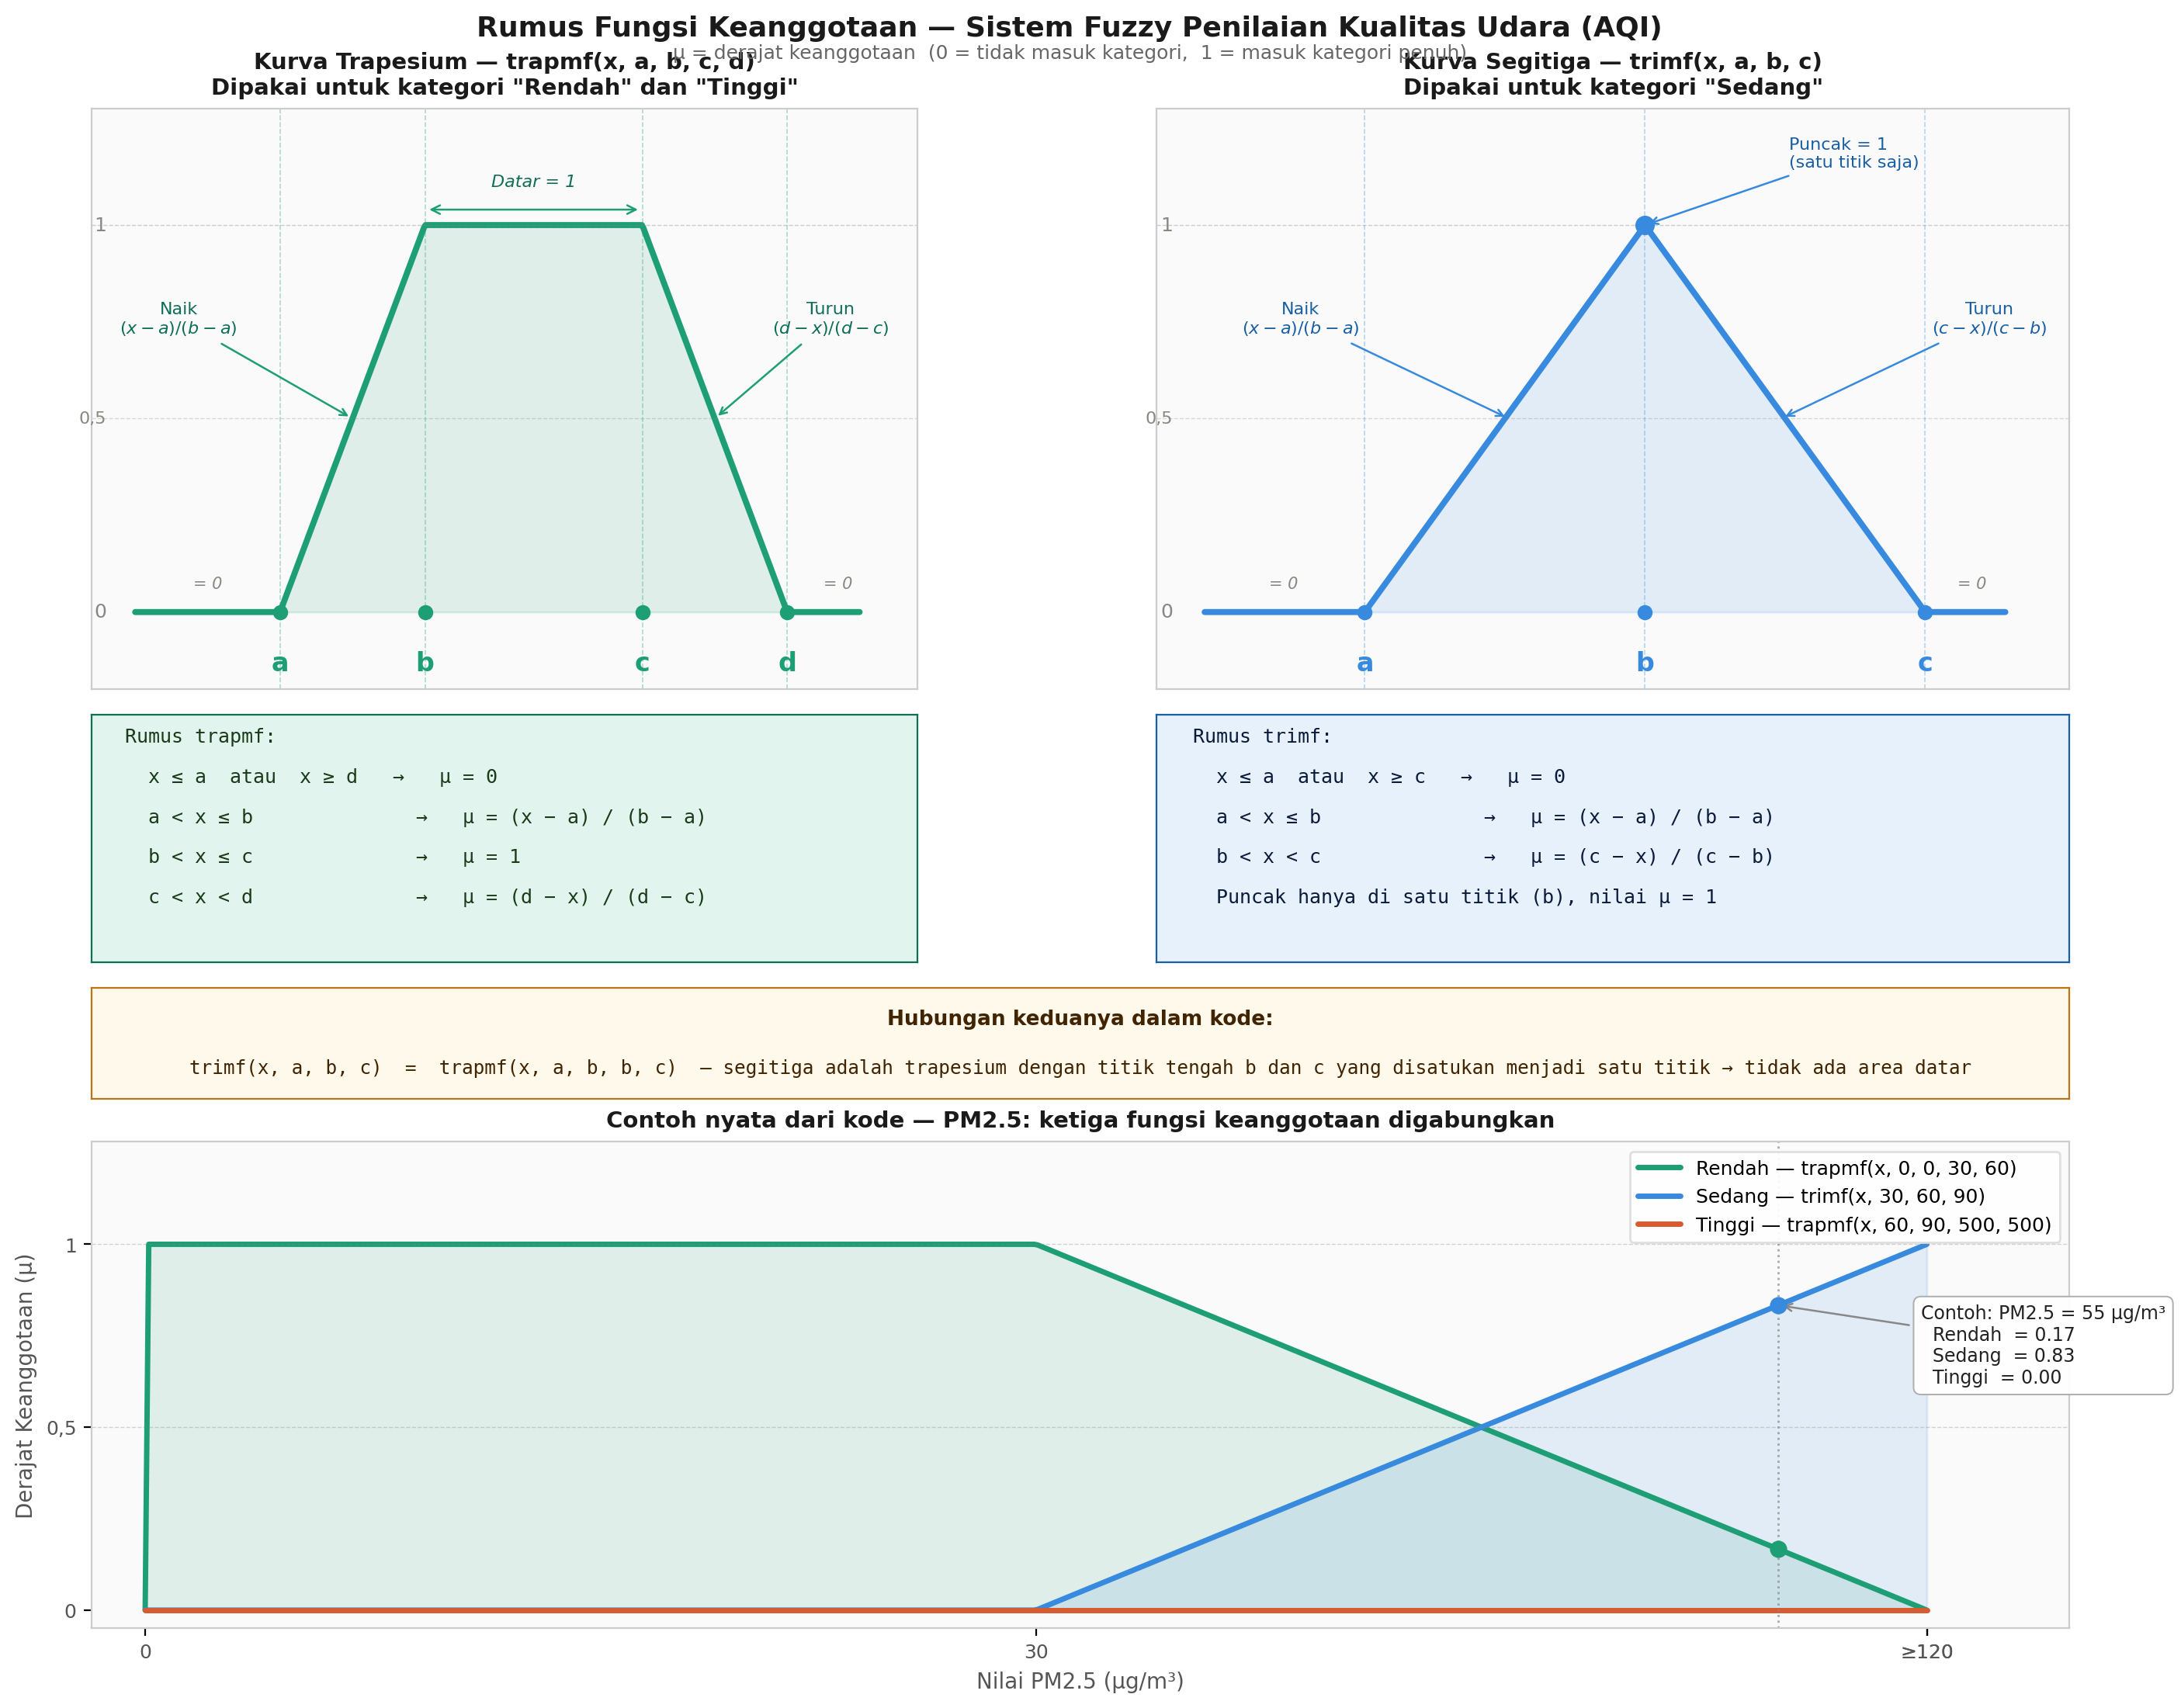 Rumus Fungsi Keanggotaan — Sistem Fuzzy Penilaian Kualitas Udara (AQI)
μ = derajat keanggotaan  (0 = tidak masuk kategori,  1 = masuk kategori penuh)
Kurva Trapesium — trapmf(x, a, b, c, d)
Dipakai untuk kategori "Rendah" dan "Tinggi"
Datar = 1
1
Naik
(x − a)/(b − a)
Turun
(d − x)/(d − c)
0,5
= 0
= 0
0
a
b
c
d
Kurva Segitiga — trimf(x, a, b, c)
Dipakai untuk kategori "Sedang"
Puncak = 1
(satu titik saja)
1
Naik
(x − a)/(b − a)
Turun
(c − x)/(c − b)
0,5
= 0
= 0
0
a
b
c
Rumus trapmf:
x ≤ a  atau  x ≥ d   →   μ = 0
a < x ≤ b   →   μ = (x − a) / (b − a)
b < x ≤ c   →   μ = 1
c < x < d   →   μ = (d − x) / (d − c)
Rumus trimf:
x ≤ a  atau  x ≥ c   →   μ = 0
a < x ≤ b   →   μ = (x − a) / (b − a)
b < x < c   →   μ = (c − x) / (c − b)
Puncak hanya di satu titik (b), nilai μ = 1
Hubungan keduanya dalam kode:
trimf(x, a, b, c)  =  trapmf(x, a, b, b, c)  — segitiga adalah trapesium dengan titik tengah b dan c yang disatukan menjadi satu titik → tidak ada area datar
Contoh nyata dari kode — PM2.5: ketiga fungsi keanggotaan digabungkan
Rendah — trapmf(x, 0, 0, 30, 60)
Sedang — trimf(x, 30, 60, 90)
Tinggi — trapmf(x, 60, 90, 500, 500)
Contoh: PM2.5 = 55 μg/m³
Rendah  = 0.17
Sedang  = 0.83
Tinggi  = 0.00
Derajat Keanggotaan (μ)
1
0,5
0
0
30
≥120
Nilai PM2.5 (μg/m³)